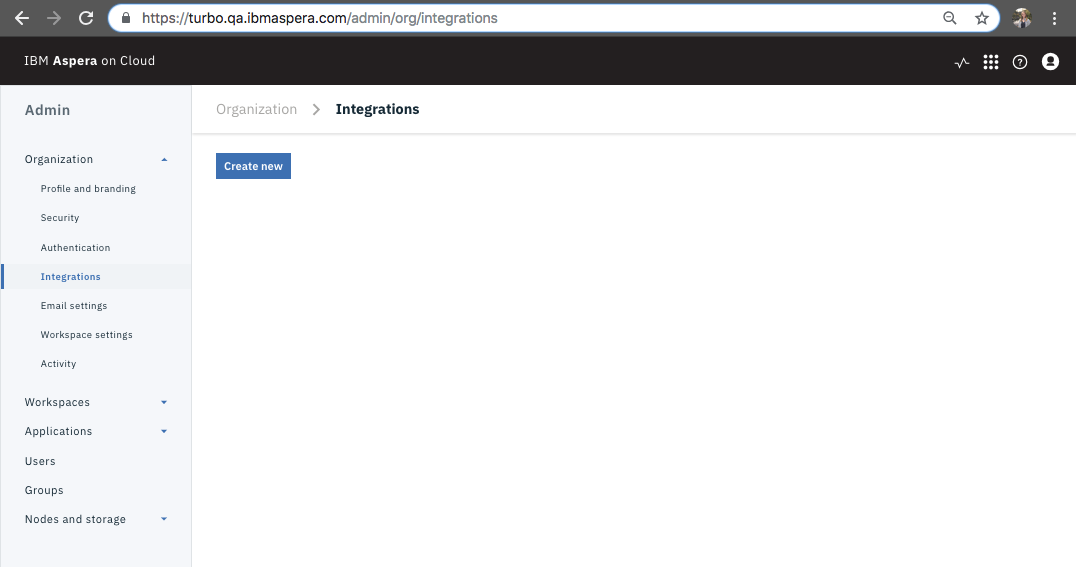 https://turbo.qa.ibmaspera.com/admin/org/integrations
IBM Aspera on Cloud
Admin
Organization
Profile and branding
Security
Authentication
Integrations
Email settings
Workspace settings
Activity
Workspaces
Applications
Users
Groups
Nodes and storage
Organization > Integrations
Create new